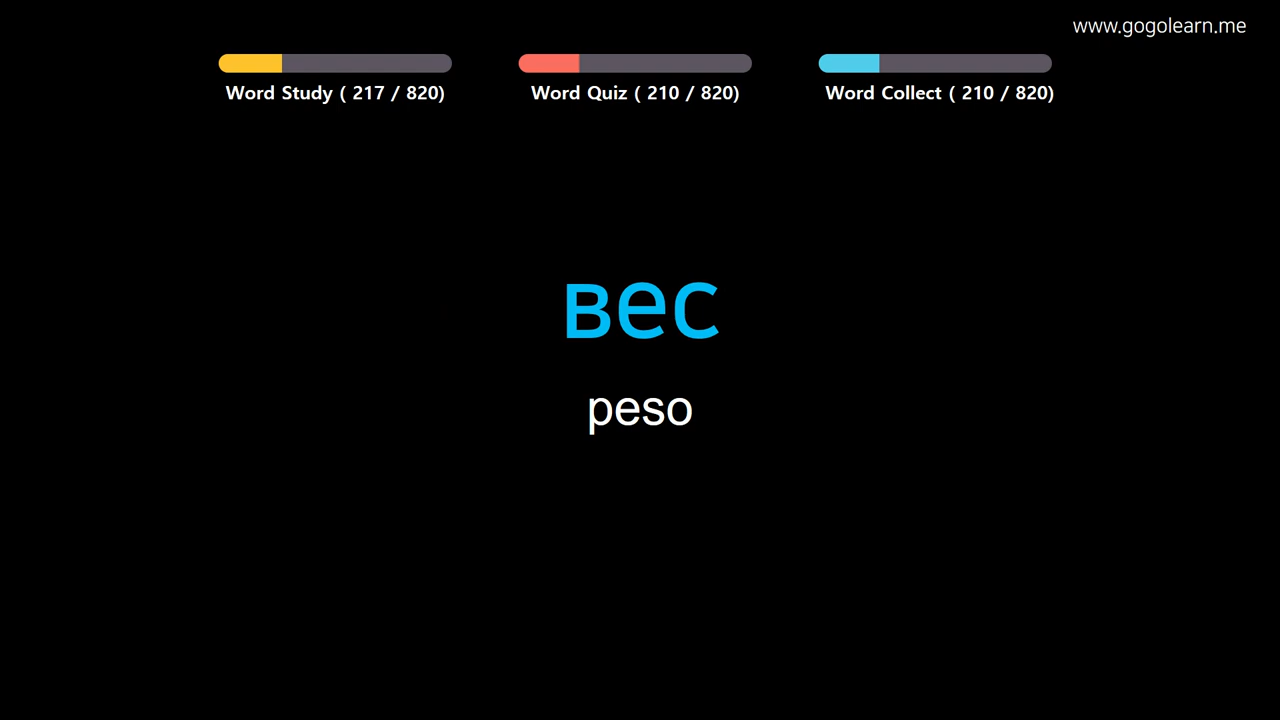 www.gogolearn.me
Word Study ( 217 / 820)
Word Quiz ( 210 / 820)
Word Collect ( 210 / 820)
вес
peso